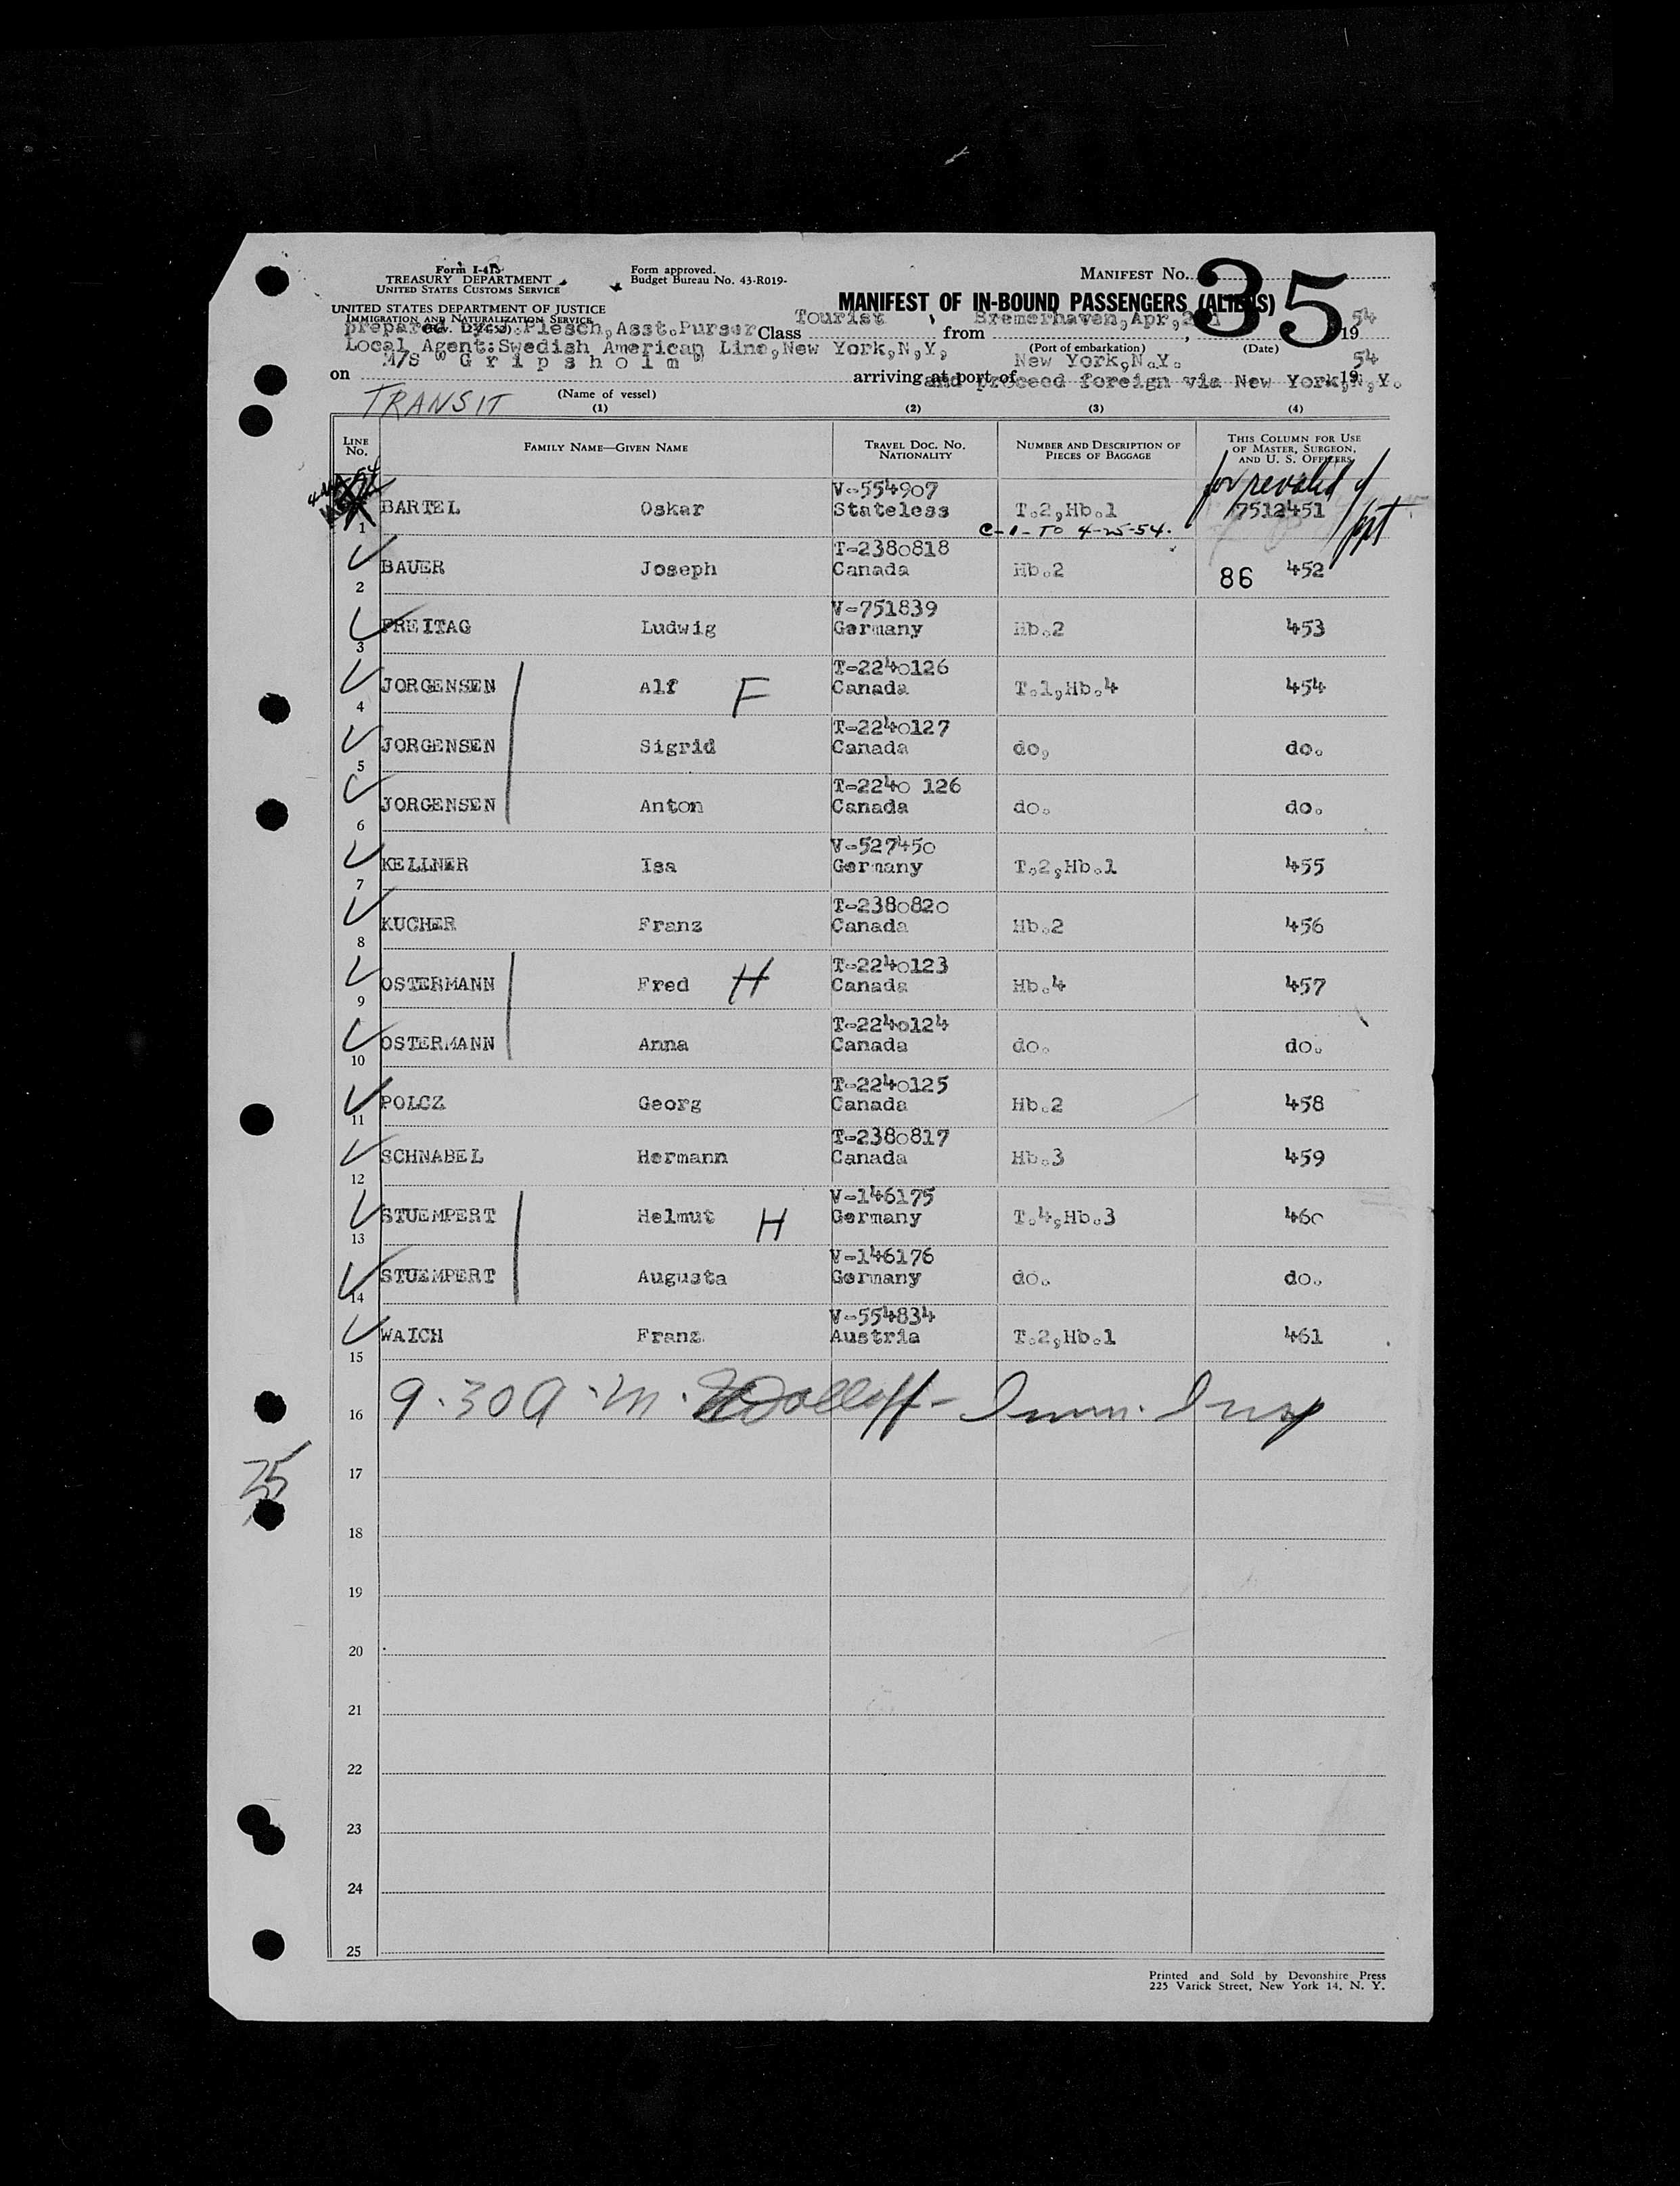 Form I-415
TREASURY DEPARTMENT
UNITED STATES CUSTOMS SERVICE
Form approved.
Budget Bureau No. 43-R019-
MANIFEST NO. 35
UNITED STATES DEPARTMENT OF JUSTICE
IMMIGRATION AND NATURALIZATION SERVICE
MANIFEST OF IN-BOUND PASSENGERS (ALIENS)
prepared by: Plesch, Asst.Purser Class Tourist from Bremerhaven, Apr, 19 54
Local Agent:Swedish American Line,New York,N,Y,
(Port of embarkation) (Date)
on M/S " G r i p s h o l m " arriving at port of New York,N.Y. 19 54
and proceed foreign via New York,N,Y.
TRANSIT
(Name of vessel)
(1) (2) (3) (4)
LINE NO. FAMILY NAME—GIVEN NAME TRAVEL DOC. NO. NATIONALITY NUMBER AND DESCRIPTION OF PIECES OF BAGGAGE THIS COLUMN FOR USE OF MASTER, SURGEON, AND U. S. OFFICERS
for revalid of ppt
V-554907
1 BARTEL Oskar Stateless T.2,Hb.1 7512451
C-1-TO 4-25-54.
T-2380818
2 BAUER Joseph Canada Hb.2 86 452
V-751839
3 FREITAG Ludwig Germany Hb.2 453
T-2240126
4 JORGENSEN Alf F Canada T.1,Hb.4 454
T-2240127
5 JORGENSEN Sigrid Canada do, do.
T-2240 126
6 JORGENSEN Anton Canada do. do.
V-527450
7 KELLNER Isa Germany T.2,Hb.1 455
T-2380820
8 KUCHER Franz Canada Hb.2 456
T-2240123
9 OSTERMANN Fred H Canada Hb.4 457
T-2240124
10 OSTERMANN Anna Canada do. do.
T-2240125
11 POLCZ Georg Canada Hb.2 458
T-2380817
12 SCHNABEL Hermann Canada Hb.3 459
V-146175
13 STUEMPERT Helmut H Germany T.4,Hb.3 460
V-146176
14 STUEMPERT Augusta Germany do. do.
V-554834
15 WAICH Franz Austria T.2,Hb.1 461
16 9.30 a.m. - Imm. Insp
75
17
18
19
20
21
22
23
24
25
Printed and Sold by Devonshire Press
225 Varick Street, New York 14, N. Y.